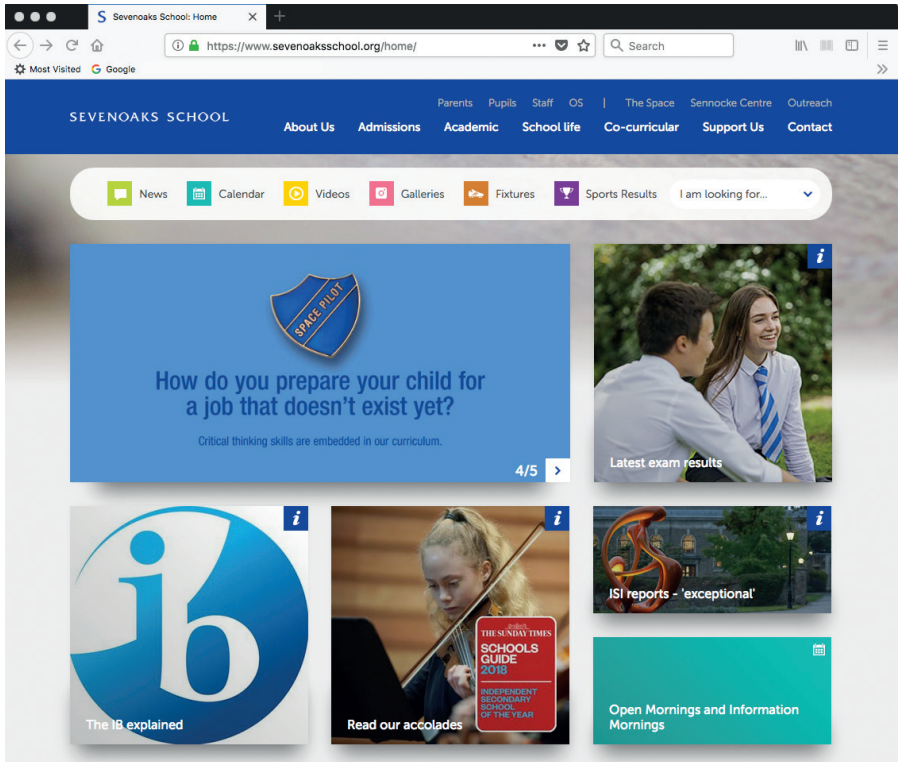 Sevenoaks School: Home
https://www.sevenoaksschool.org/home/
Search
Most Visited
Google
Parents Pupils Staff OS | The Space Sennocke Centre Outreach
SEVENOAKS SCHOOL
About Us Admissions Academic School life Co-curricular Support Us Contact
News Calendar Videos Galleries Fixtures Sports Results I am looking for...
SPACE PILOT
How do you prepare your child for
a job that doesn't exist yet?
Critical thinking skills are embedded in our curriculum.
4/5
i
Latest exam results
ib
i
The IB explained
i
THE SUNDAY TIMES
SCHOOLS
GUIDE
2018
INDEPENDENT
SECONDARY
SCHOOL
OF THE YEAR
Read our accolades
i
ISI reports - 'exceptional'
Open Mornings and Information
Mornings